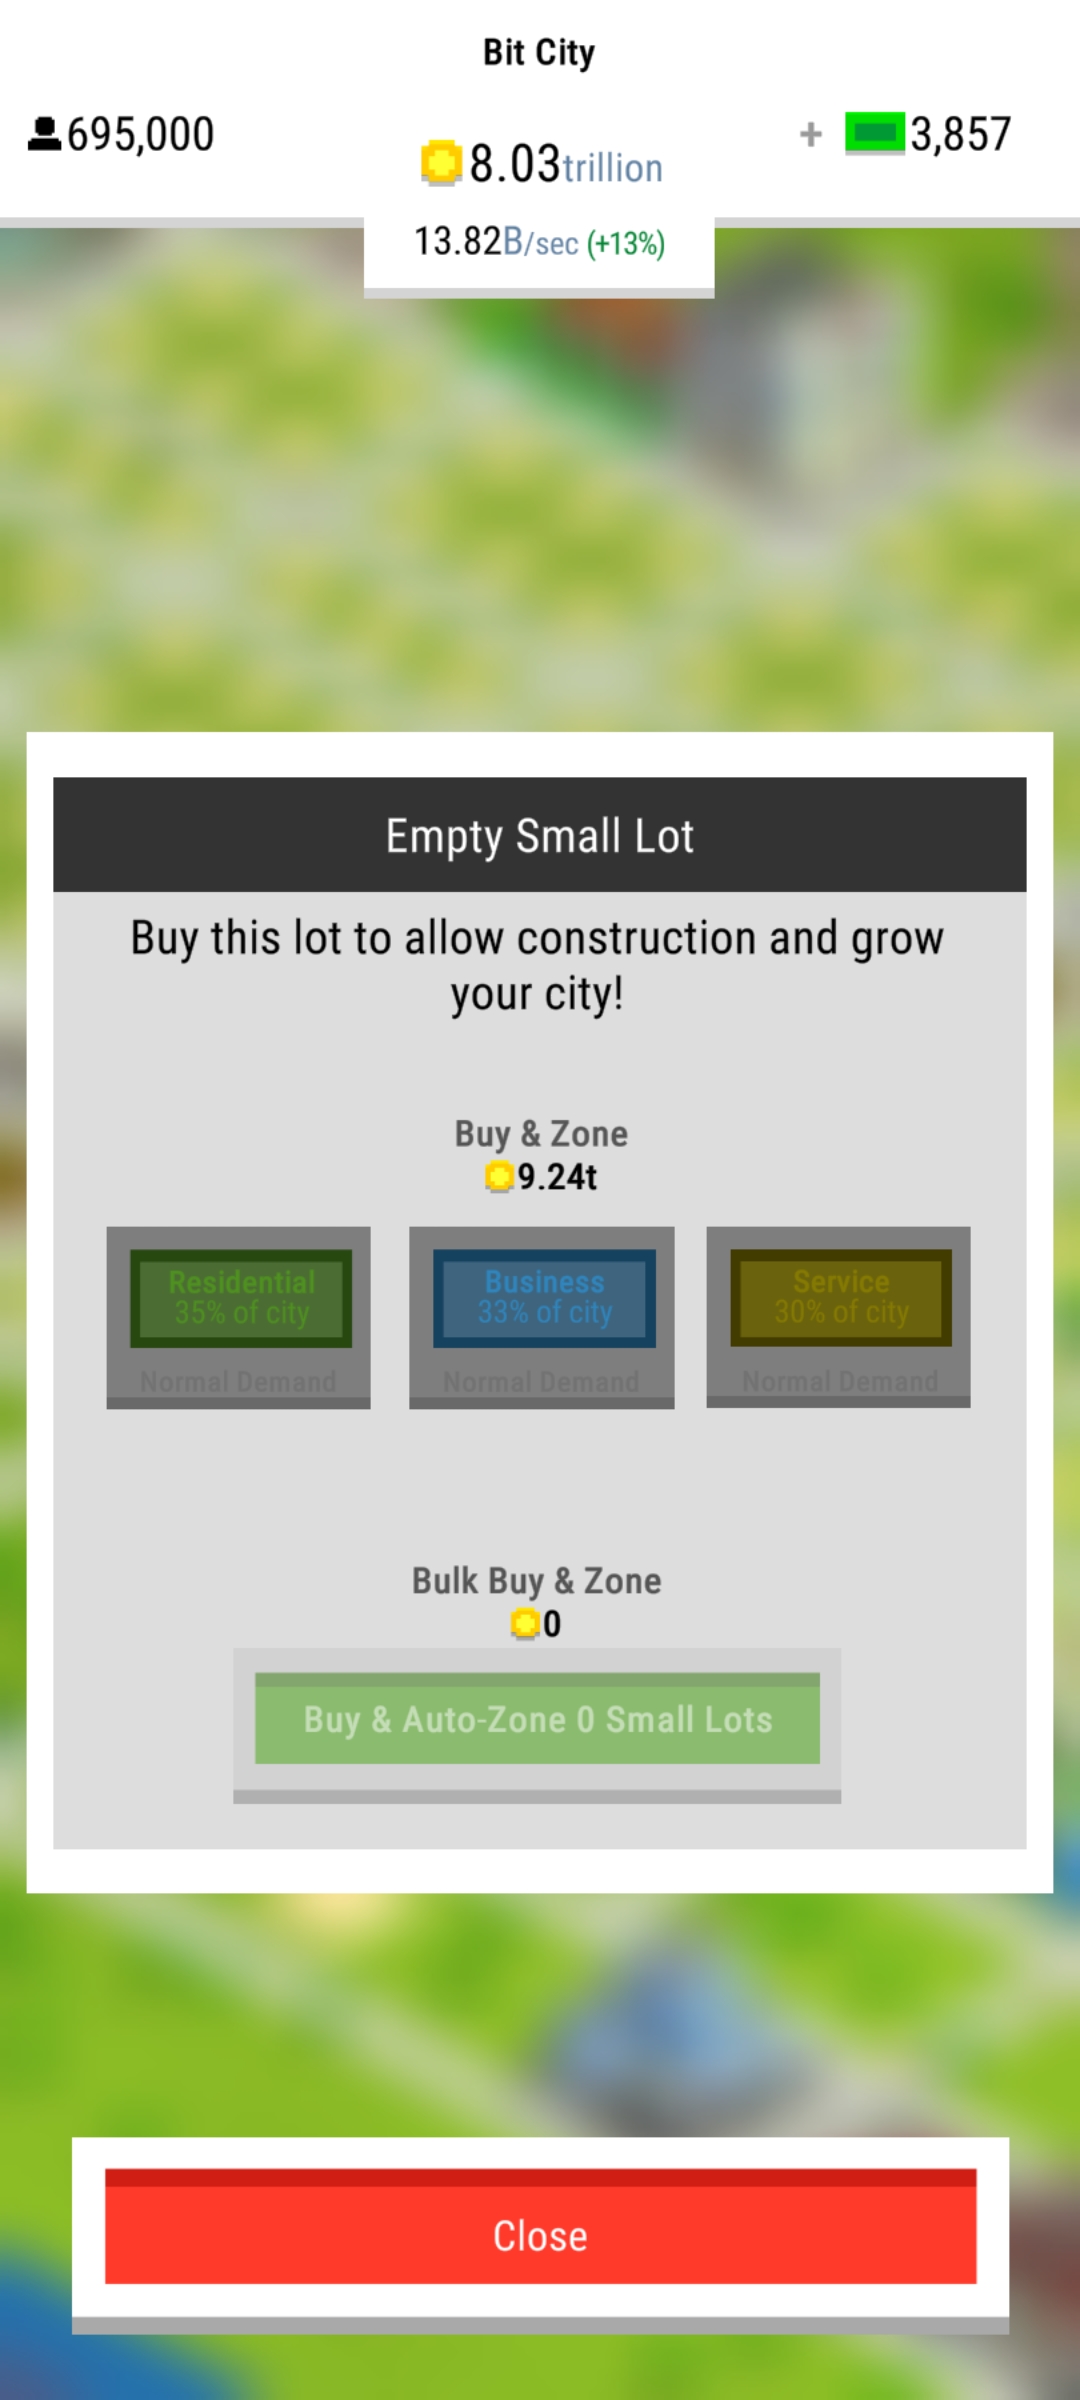 Bit City
695,000
8.03trillion
+ 3,857
13.82B/sec (+13%)
Empty Small Lot
Buy this lot to allow construction and grow
your city!
Buy & Zone
9.24t
Residential
35% of city
Normal Demand
Business
33% of city
Normal Demand
Service
30% of city
Normal Demand
Bulk Buy & Zone
0
Buy & Auto-Zone 0 Small Lots
Close